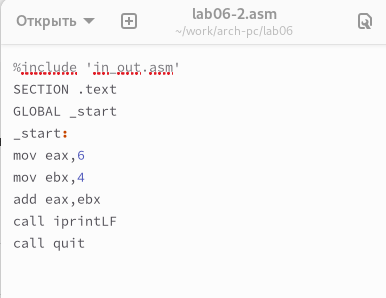 Открыть
lab06-2.asm
~/work/arch-pc/lab06
%include 'in_out.asm'
SECTION .text
GLOBAL _start
_start:
mov eax,6
mov ebx,4
add eax,ebx
call iprintLF
call quit